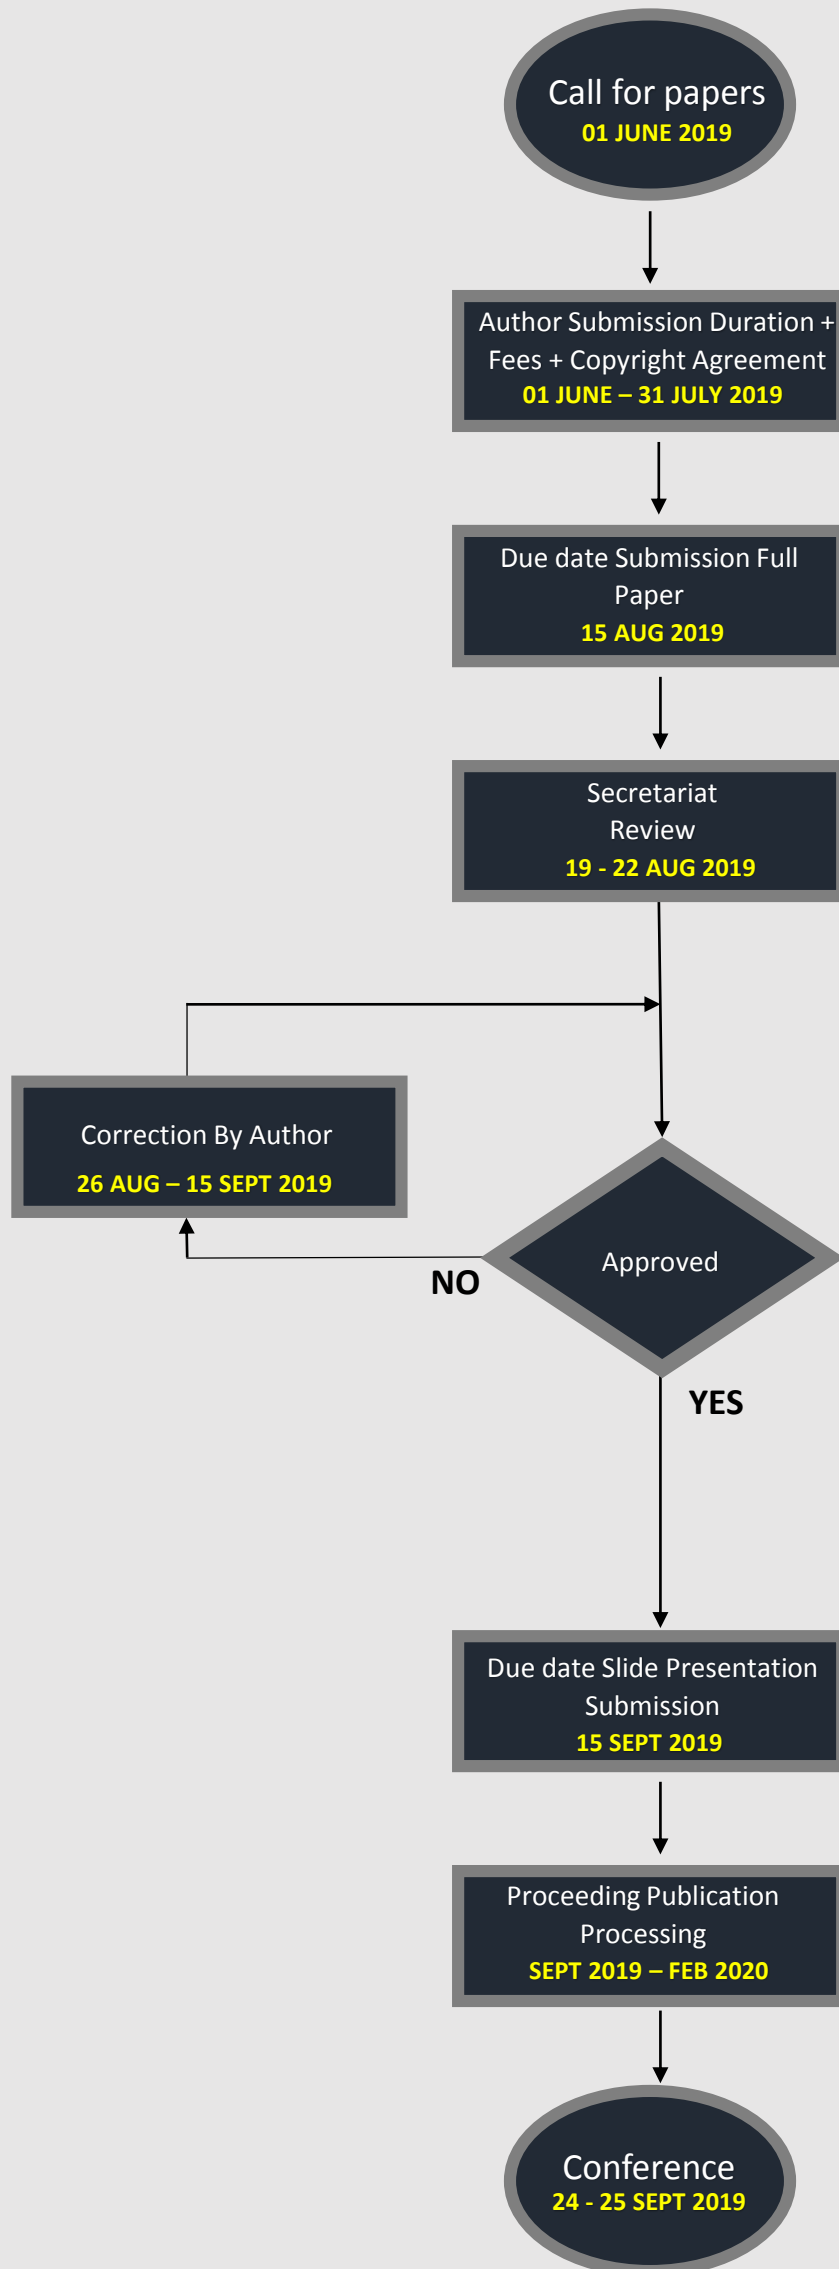 Call for papers
01 JUNE 2019
Author Submission Duration +
Fees + Copyright Agreement
01 JUNE – 31 JULY 2019
Due date Submission Full
Paper
15 AUG 2019
Secretariat
Review
19 - 22 AUG 2019
Correction By Author
26 AUG – 15 SEPT 2019
Approved
NO
YES
Due date Slide Presentation
Submission
15 SEPT 2019
Proceeding Publication
Processing
SEPT 2019 – FEB 2020
Conference
24 - 25 SEPT 2019